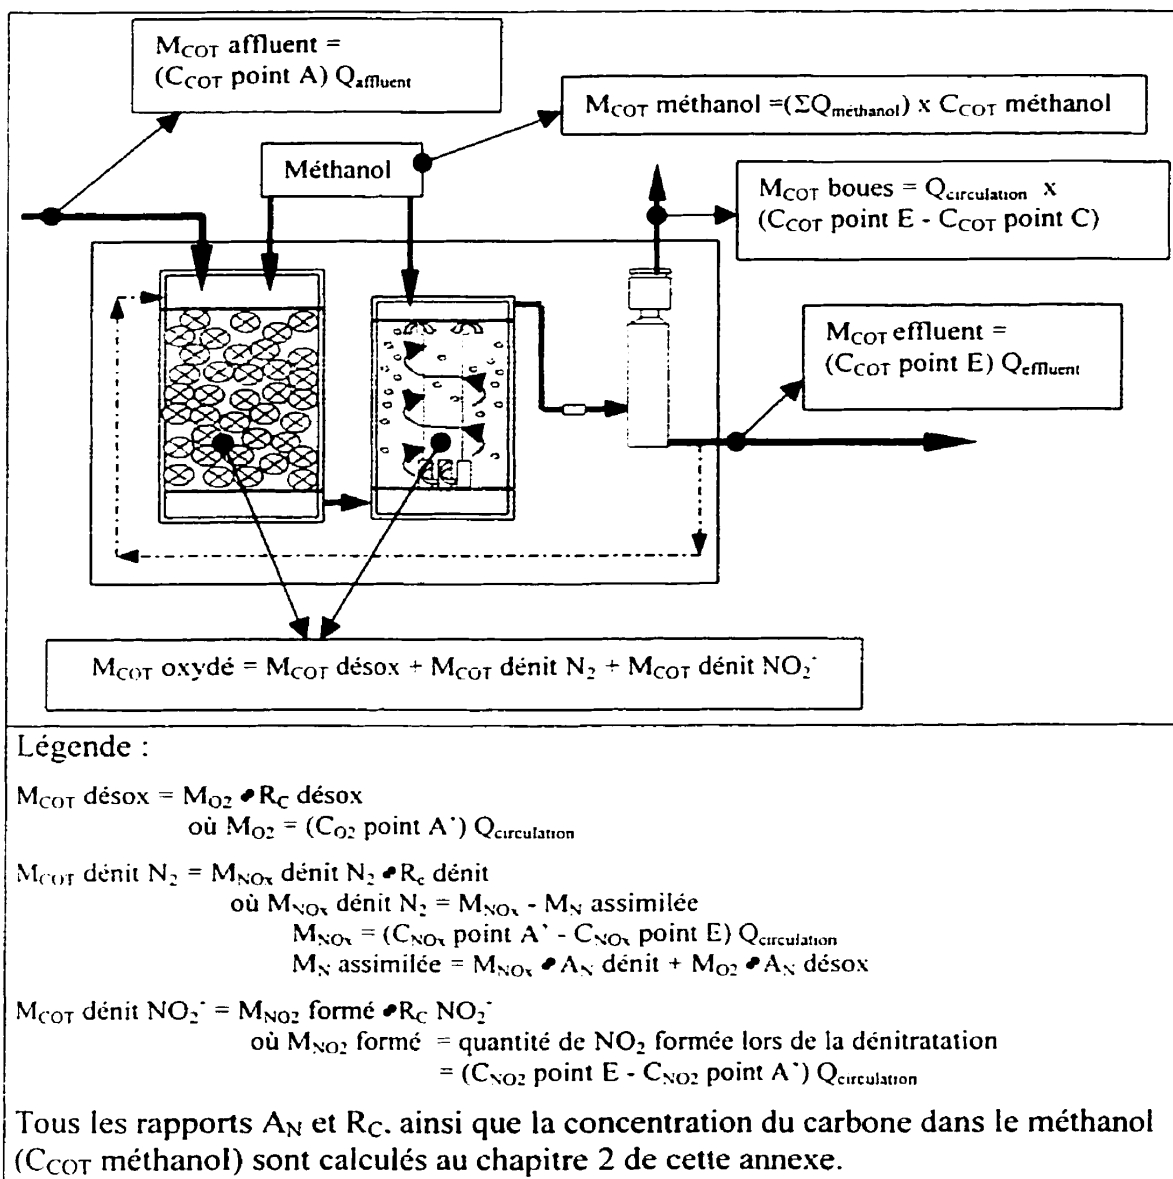 M_COT affluent =
(C_COT point A) Q_affluent
M_COT méthanol =(ΣQ_méthanol) x C_COT méthanol
Méthanol
M_COT boues = Q_circulation x
(C_COT point E - C_COT point C)
M_COT effluent =
(C_COT point E) Q_effluent
M_COT oxydé = M_COT désox + M_COT dénit N₂ + M_COT dénit NO₂⁻
Légende :
M_COT désox = M_O2 • R_C désox
où M_O2 = (C_O2 point A') Q_circulation
M_COT dénit N₂ = M_NOx dénit N₂ • R_c dénit
où M_NOx dénit N₂ = M_NOx - M_N assimilée
M_NOx = (C_NOx point A' - C_NOx point E) Q_circulation
M_N assimilée = M_NOx • A_N dénit + M_O2 • A_N désox
M_COT dénit NO₂⁻ = M_NO2 formé • R_C NO₂⁻
où M_NO2 formé = quantité de NO₂ formée lors de la dénitratation
= (C_NO2 point E - C_NO2 point A') Q_circulation
Tous les rapports A_N et R_C. ainsi que la concentration du carbone dans le méthanol
(C_COT méthanol) sont calculés au chapitre 2 de cette annexe.